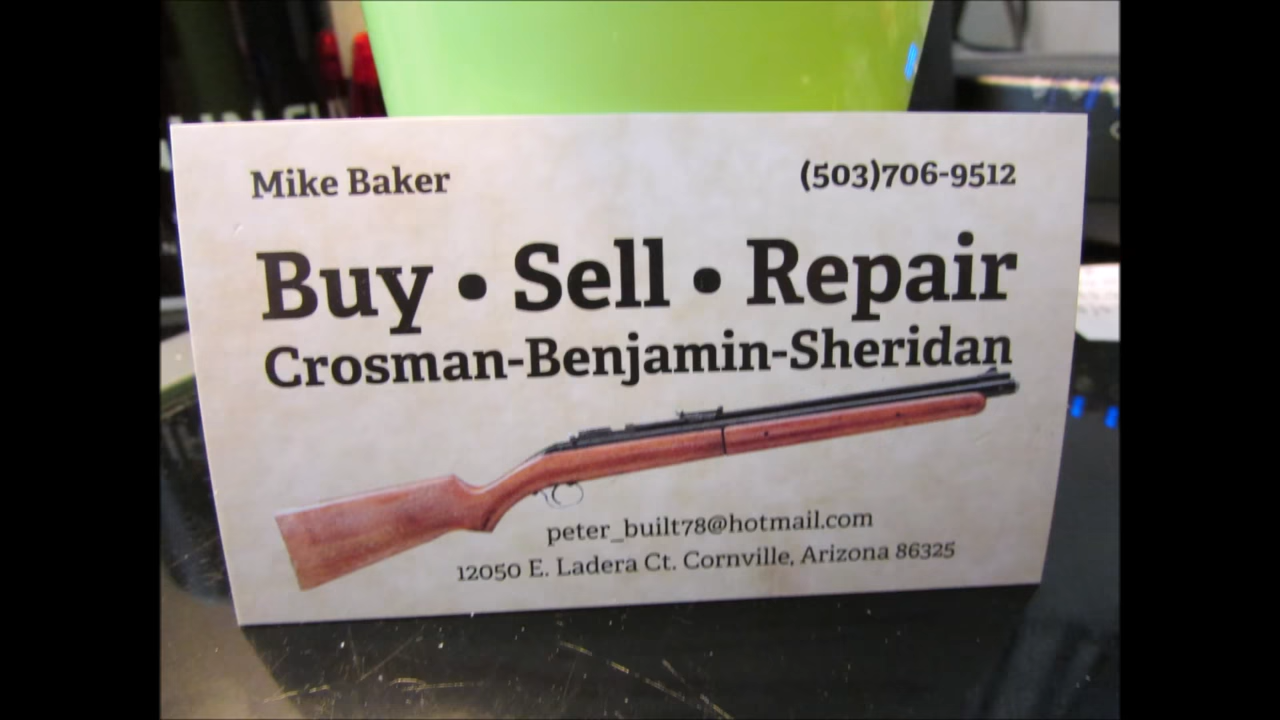 Mike Baker
(503)706-9512
Buy • Sell • Repair
Crosman-Benjamin-Sheridan
peter_built78@hotmail.com
12050 E. Ladera Ct. Cornville, Arizona 86325